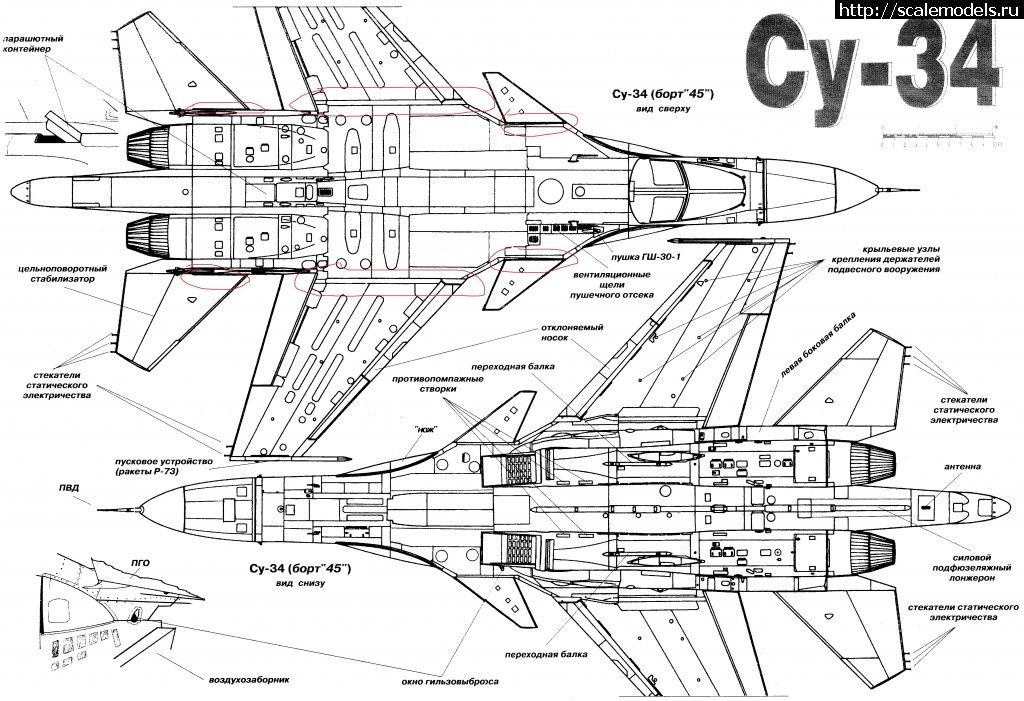 http://scalemodels.ru
Су-34
парашютный
контейнер
Су-34 (борт"45")
вид сверху
пушка ГШ-30-1
вентиляционные
щели
пушечного отсека
крыльевые узлы
крепления держателей
подвесного вооружения
цельноповоротный
стабилизатор
отклоняемый
носок
переходная балка
левая боковая балка
противопомпажные
створки
стекатели
статического
электричества
стекатели
статического
электричества
"нож"
пусковое устройство
(ракеты Р-73)
антенна
ПВД
Су-34 (борт"45")
вид снизу
силовой
подфюзеляжный
лонжерон
ПГО
стекатели статического
электричества
переходная балка
воздухозаборник
окно гильзовыброса